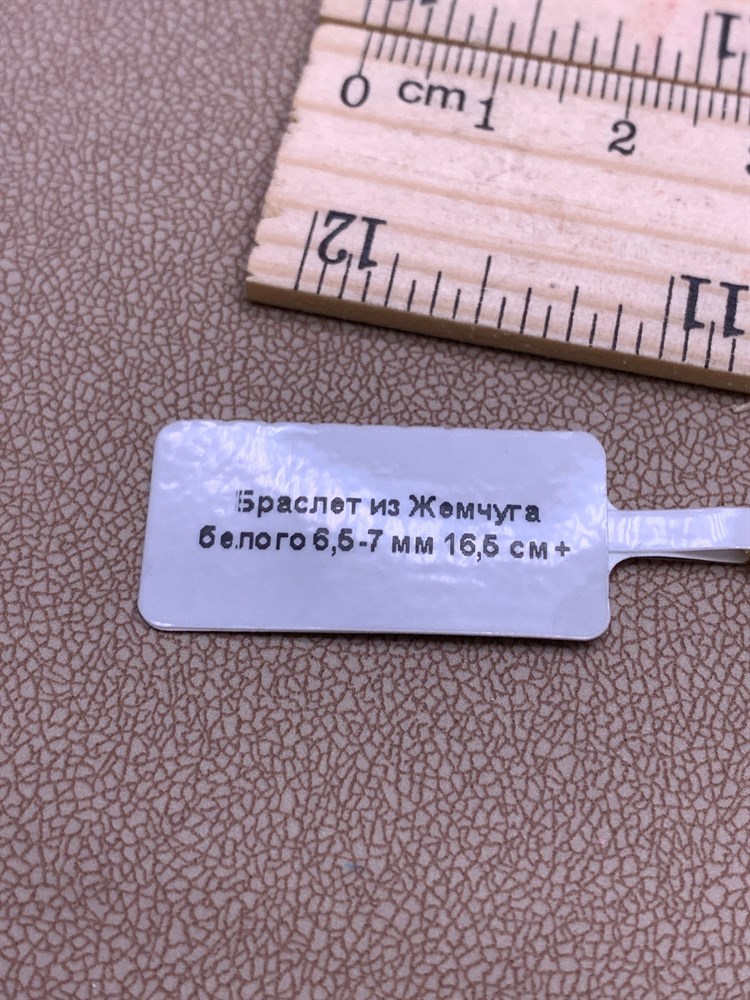 0 cm 1 2
12 11
Браслет из Жемчуга
белого 6,5-7 мм 16,5 см+